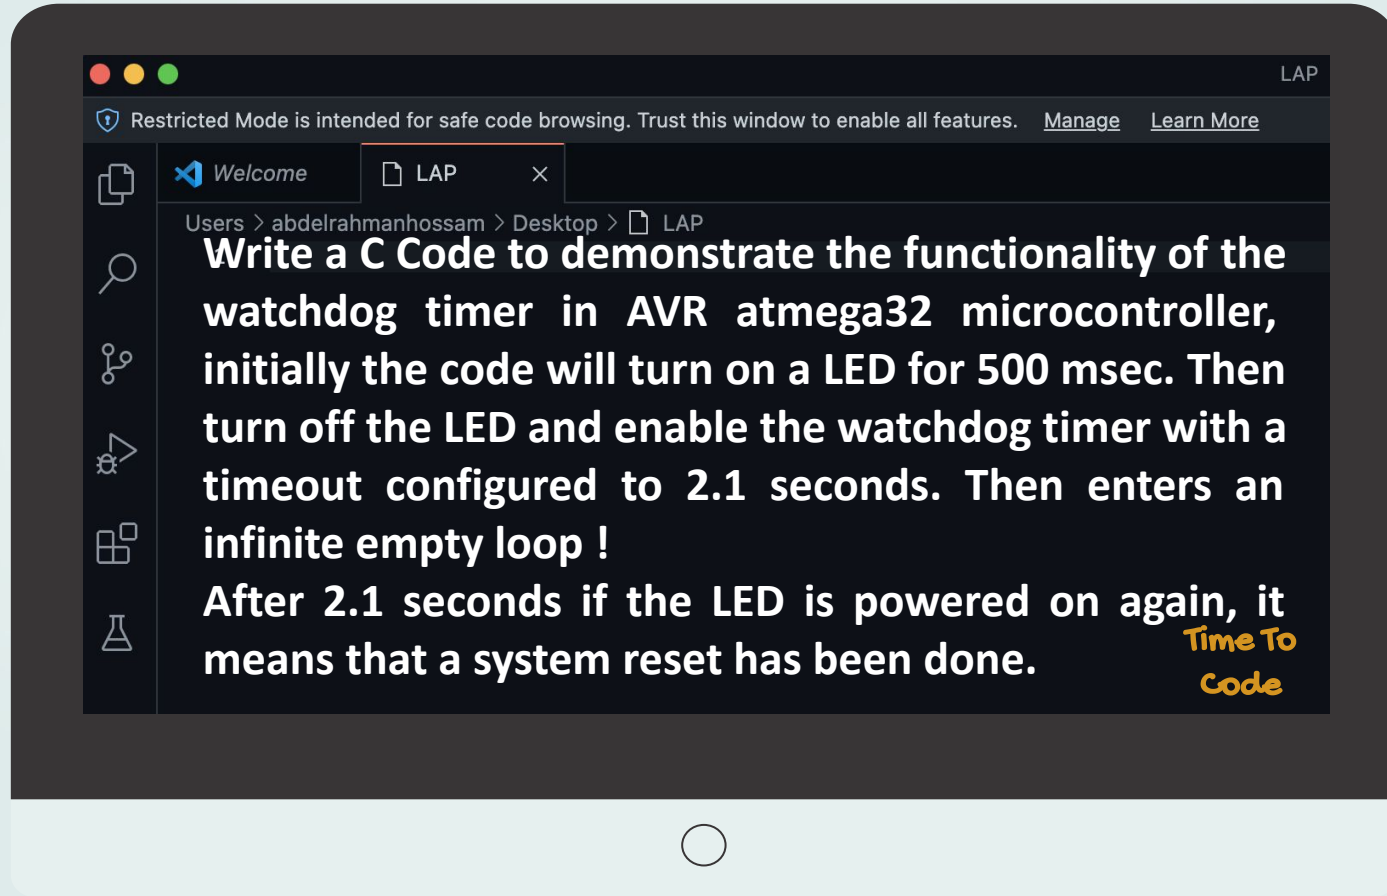 LAP
Restricted Mode is intended for safe code browsing. Trust this window to enable all features. Manage Learn More
Welcome LAP
Users > abdelrahmanhossam > Desktop > LAP
Write a C Code to demonstrate the functionality of the
watchdog timer in AVR atmega32 microcontroller,
initially the code will turn on a LED for 500 msec. Then
turn off the LED and enable the watchdog timer with a
timeout configured to 2.1 seconds. Then enters an
infinite empty loop !
After 2.1 seconds if the LED is powered on again, it
means that a system reset has been done.
Time To
Code